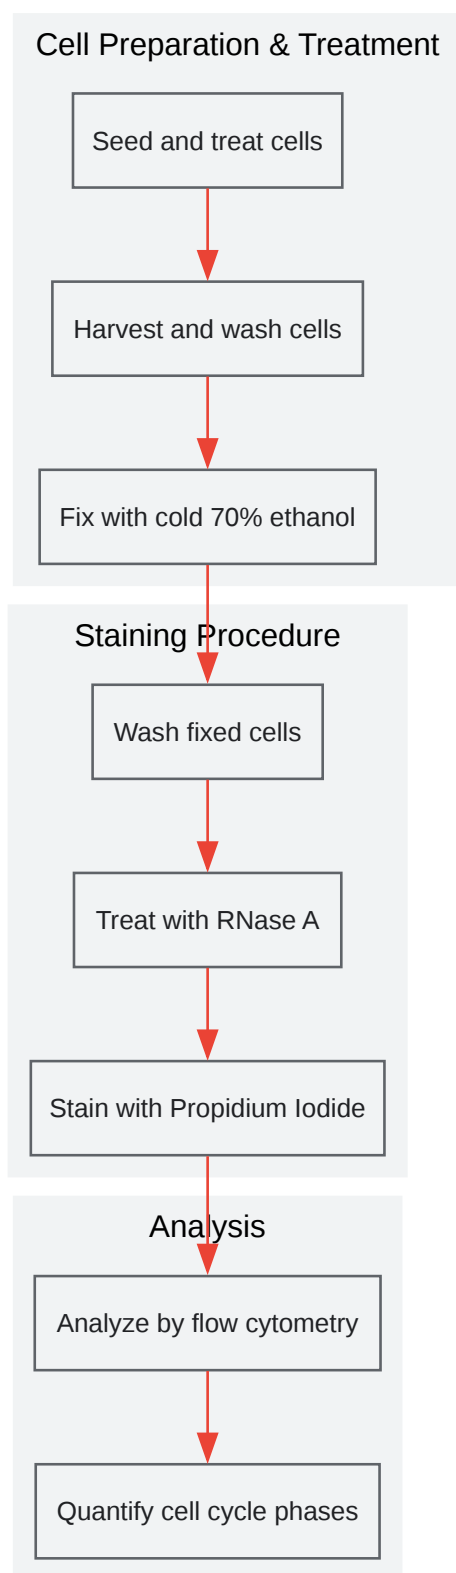 Cell Preparation & Treatment
Seed and treat cells
Harvest and wash cells
Fix with cold 70% ethanol
Staining Procedure
Wash fixed cells
Treat with RNase A
Stain with Propidium Iodide
Analysis
Analyze by flow cytometry
Quantify cell cycle phases